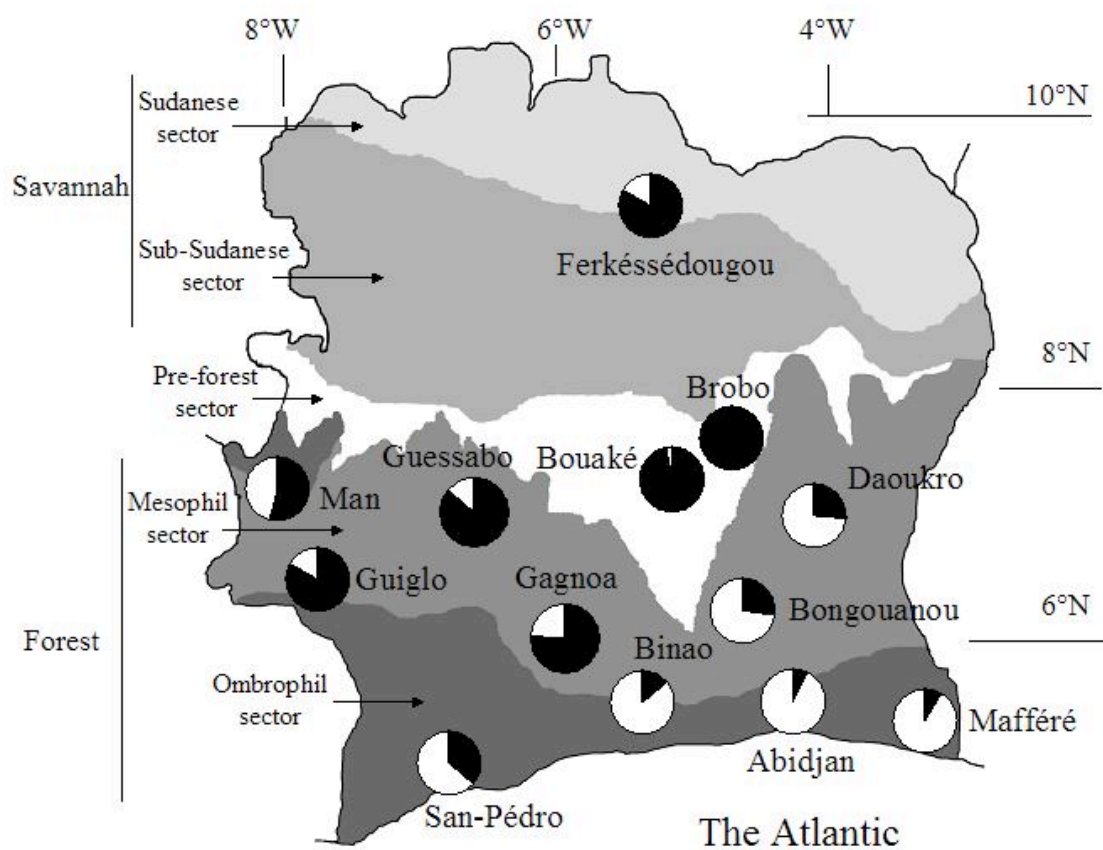 8°W
6°W
4°W
10°N
Sudanese
sector
Savannah
Sub-Sudanese
sector
Ferkéssédougou
8°N
Pre-forest
sector
Brobo
Guessabo
Bouaké
Daoukro
Man
Mesophil
sector
Guiglo
Gagnoa
Bongouanou
6°N
Forest
Binao
Ombrophil
sector
Mafféré
Abidjan
San-Pédro
The Atlantic